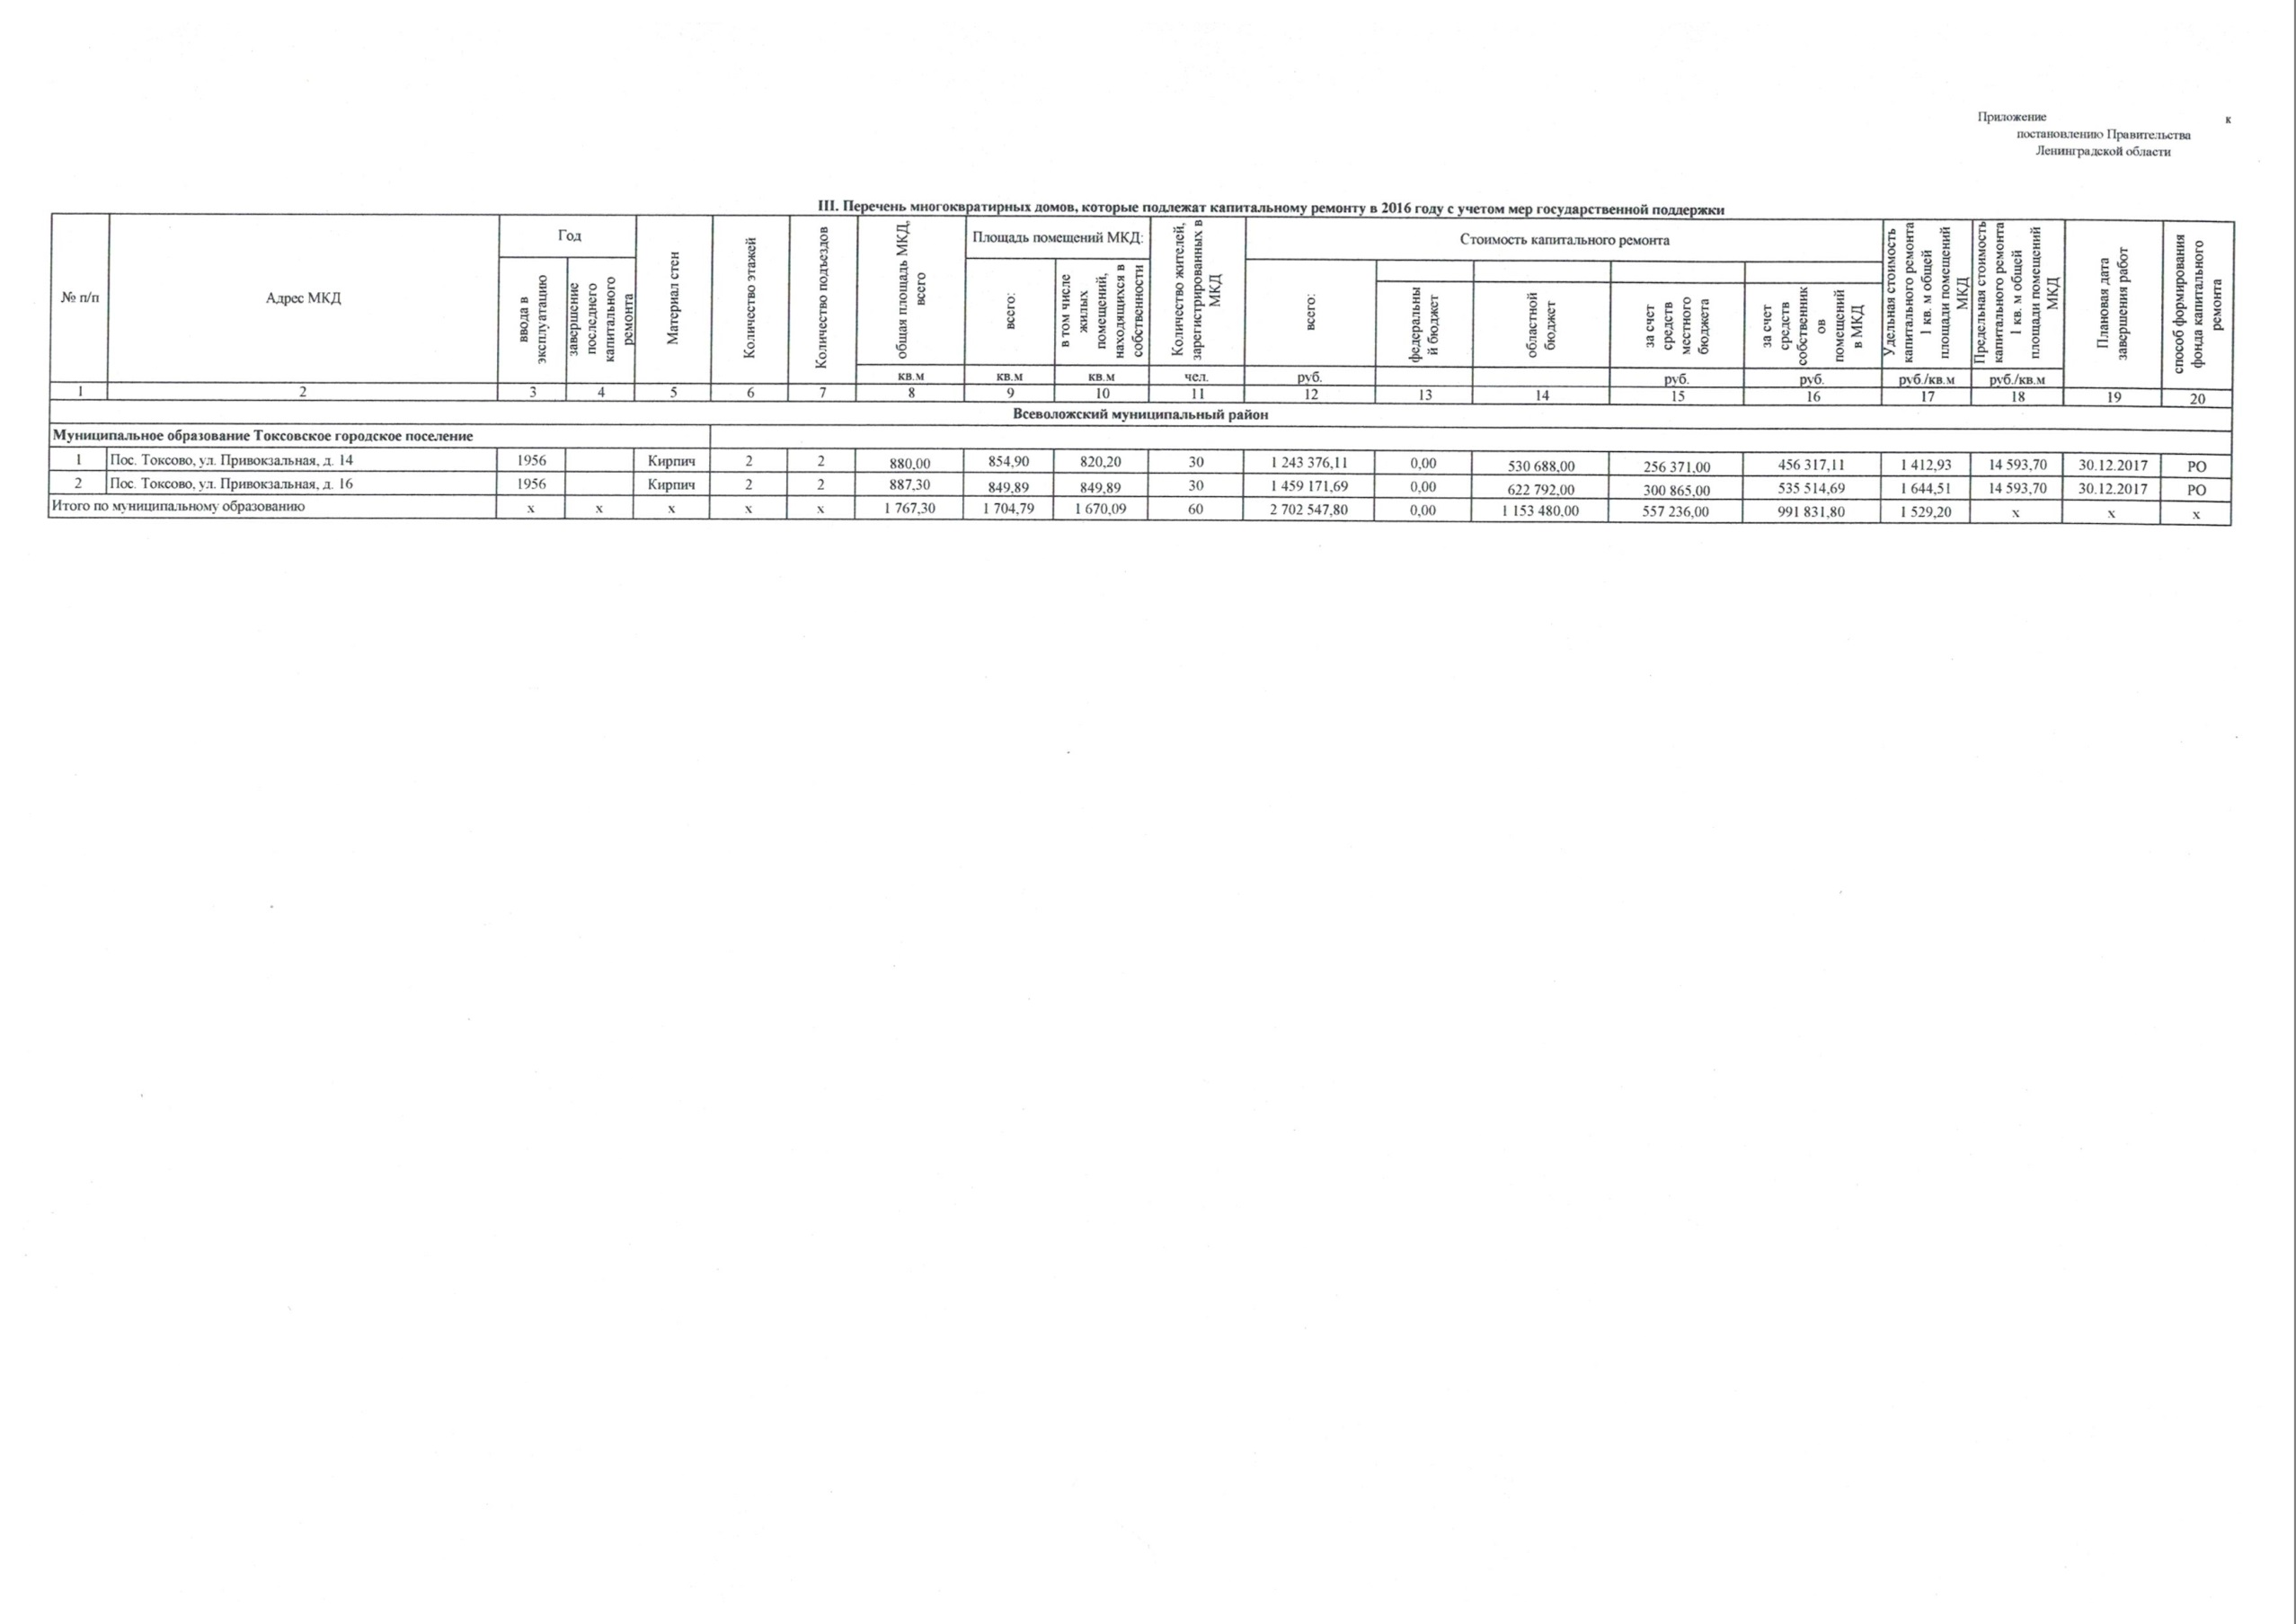 Приложение к
постановлению Правительства
Ленинградской области
III. Перечень многоквратирных домов, которые подлежат капитальному ремонту в 2016 году с учетом мер государственной поддержки
№ п/п
Адрес МКД
Год
ввода в
эксплуатацию
завершение
последнего
капитального
ремонта
Материал стен
Количество этажей
Количество подъездов
общая площадь МКД,
всего
кв.м
Площадь помещений МКД:
всего:
кв.м
в том числе
жилых
помещений,
находящихся в
собственности
кв.м
Количество жителей,
зарегистрированных в
МКД
чел.
Стоимость капитального ремонта
всего:
руб.
федеральны
й бюджет
областной
бюджет
за счет
средств
местного
бюджета
руб.
за счет
средств
собственник
ов
помещений
в МКД
руб.
Удельная стоимость
капитального ремонта
1 кв. м общей
площади помещений
МКД
руб./кв.м
Предельная стоимость
капитального ремонта
1 кв. м общей
площади помещений
МКД
руб./кв.м
Плановая дата
завершения работ
способ формирования
фонда капитального
ремонта
1 2 3 4 5 6 7 8 9 10 11 12 13 14 15 16 17 18 19 20
Всеволожский муниципальный район
Муниципальное образование Токсовское городское поселение
1 Пос. Токсово, ул. Привокзальная, д. 14 1956 Кирпич 2 2 880,00 854,90 820,20 30 1 243 376,11 0,00 530 688,00 256 371,00 456 317,11 1 412,93 14 593,70 30.12.2017 РО
2 Пос. Токсово, ул. Привокзальная, д. 16 1956 Кирпич 2 2 887,30 849,89 849,89 30 1 459 171,69 0,00 622 792,00 300 865,00 535 514,69 1 644,51 14 593,70 30.12.2017 РО
Итого по муниципальному образованию х х х х х 1 767,30 1 704,79 1 670,09 60 2 702 547,80 0,00 1 153 480,00 557 236,00 991 831,80 1 529,20 х х х